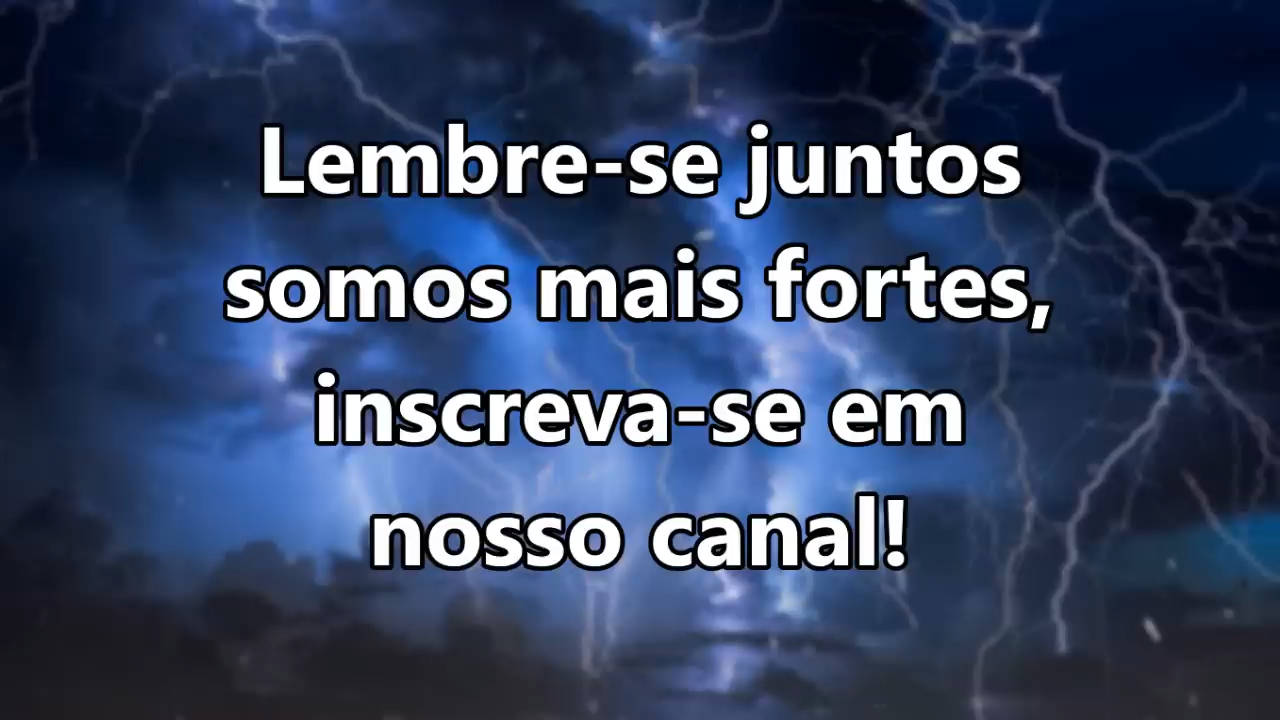 Lembre-se juntos
somos mais fortes,
inscreva-se em
nosso canal!